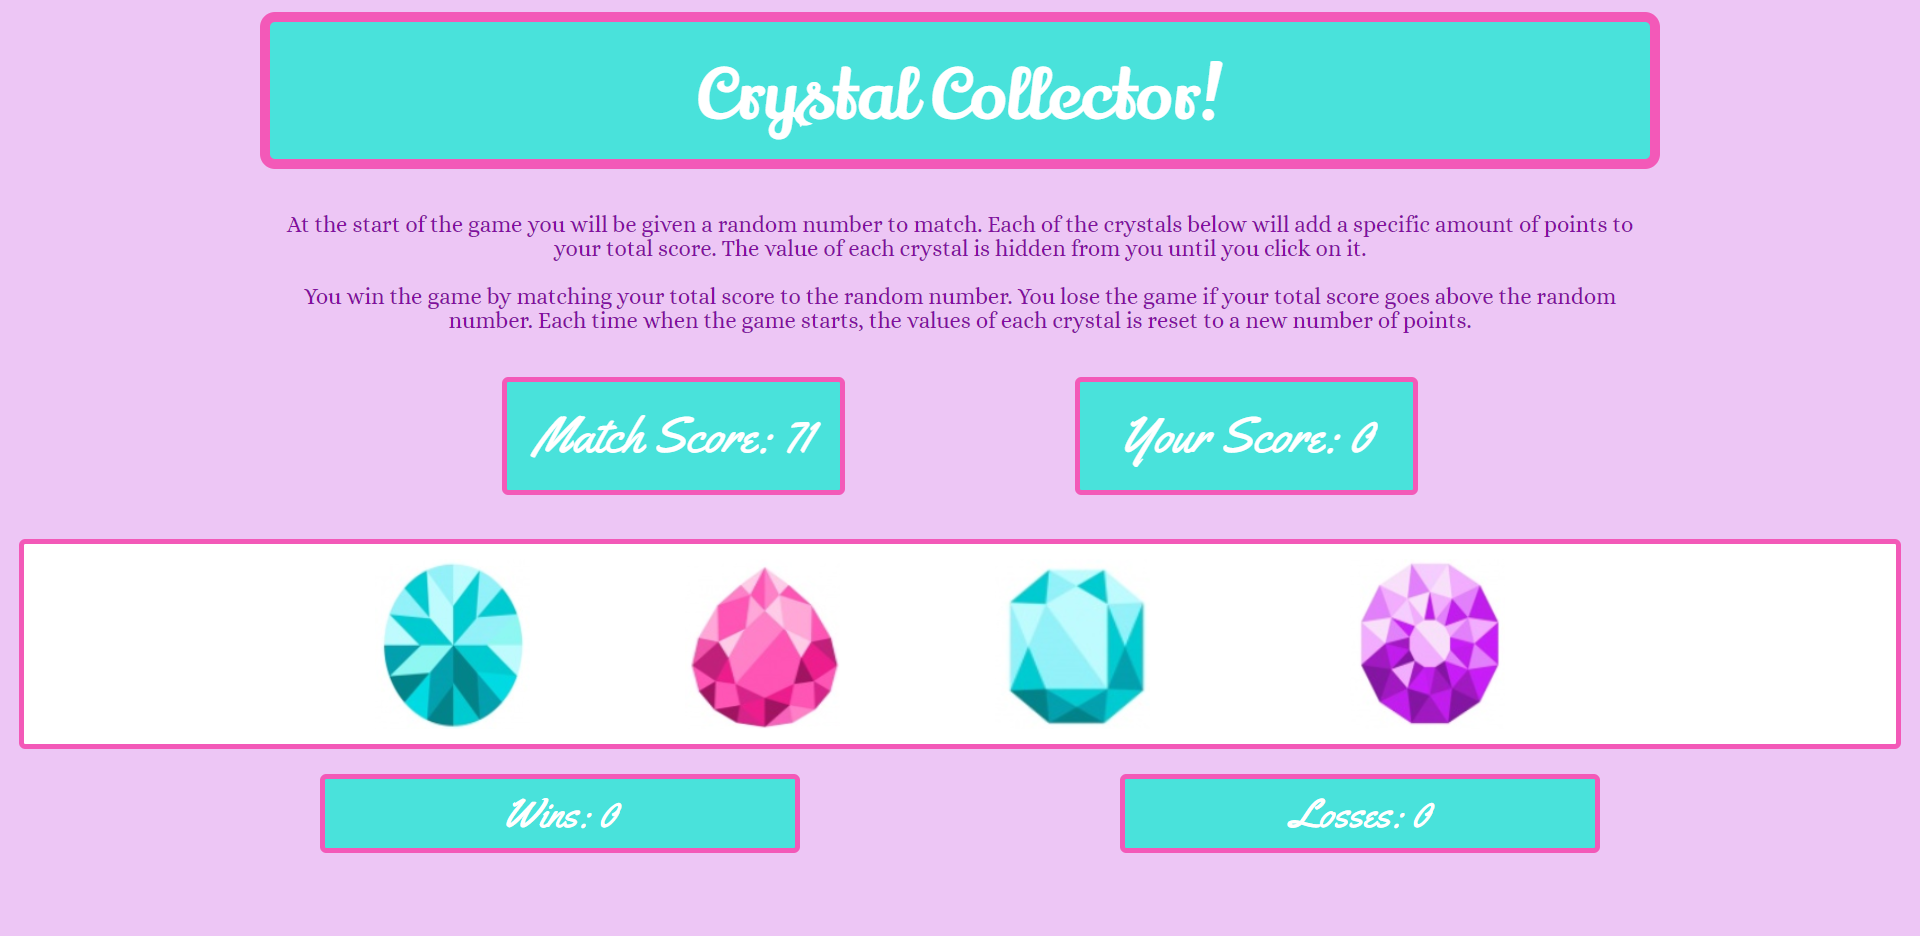 Crystal Collector!
At the start of the game you will be given a random number to match. Each of the crystals below will add a specific amount of points to
your total score. The value of each crystal is hidden from you until you click on it.
You win the game by matching your total score to the random number. You lose the game if your total score goes above the random
number. Each time when the game starts, the values of each crystal is reset to a new number of points.
Match Score: 71
Your Score: 0
Wins: 0
Losses: 0